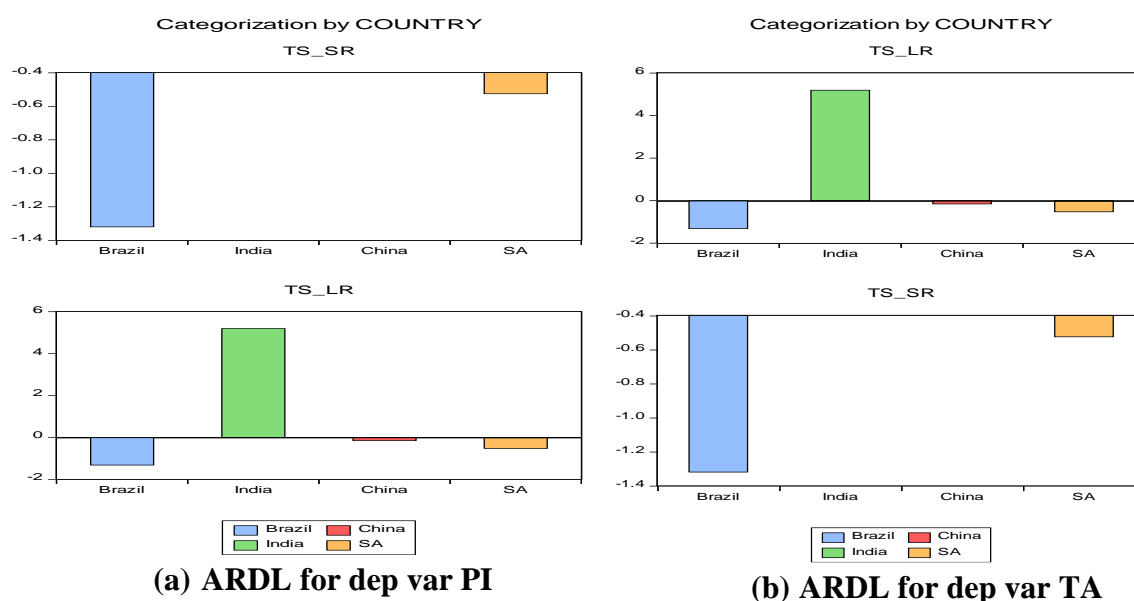 Categorization by COUNTRY
TS_SR
-0.4
-0.6
-0.8
-1.0
-1.2
-1.4
Brazil India China SA
TS_LR
6
4
2
0
-2
Brazil India China SA
Brazil China
India SA
(a) ARDL for dep var PI
Categorization by COUNTRY
TS_LR
6
4
2
0
-2
Brazil India China SA
TS_SR
-0.4
-0.6
-0.8
-1.0
-1.2
-1.4
Brazil India China SA
Brazil China
India SA
(b) ARDL for dep var TA